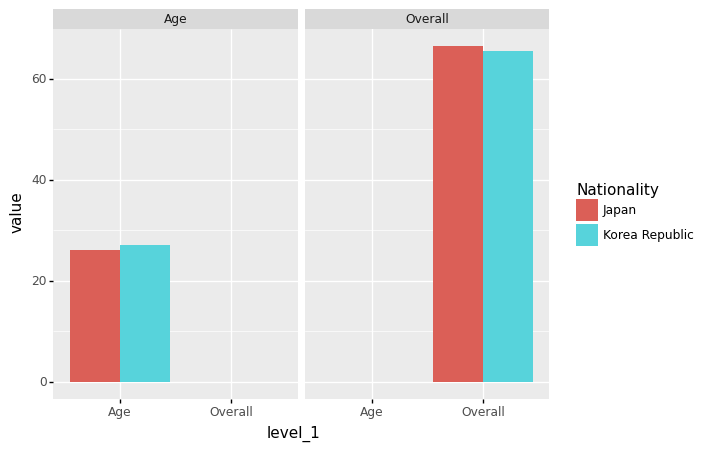 Age
Overall
60
40
20
0
value
Age
Overall
Age
Overall
level_1
Nationality
Japan
Korea Republic